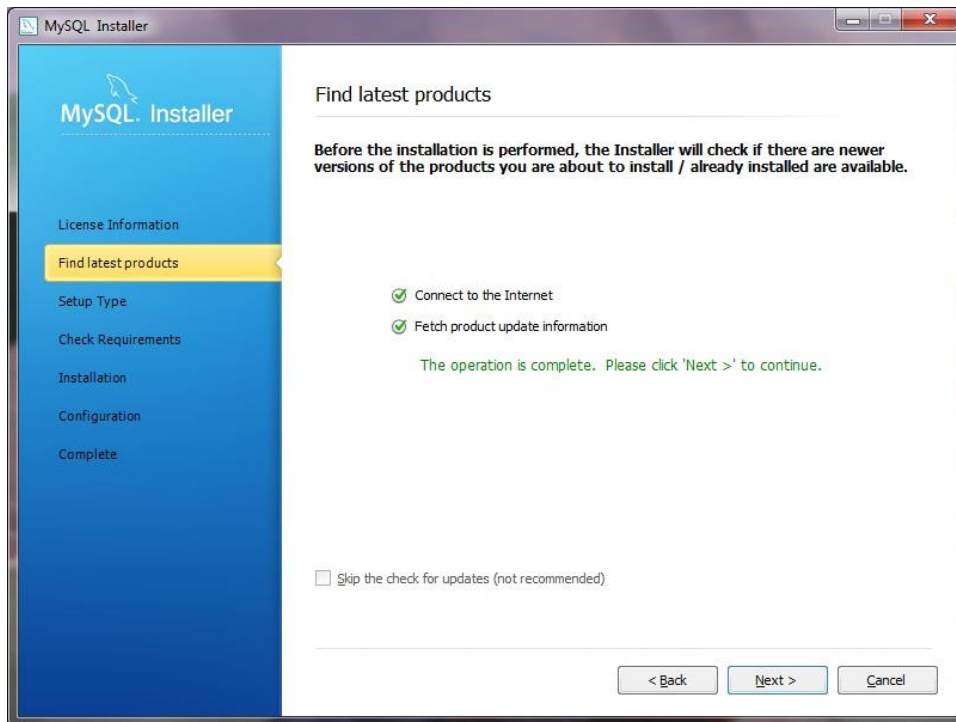 MySQL Installer
MySQL. Installer
License Information
Find latest products
Setup Type
Check Requirements
Installation
Configuration
Complete
Find latest products
Before the installation is performed, the Installer will check if there are newer
versions of the products you are about to install / already installed are available.
Connect to the Internet
Fetch product update information
The operation is complete. Please click 'Next >' to continue.
Skip the check for updates (not recommended)
< Back
Next >
Cancel